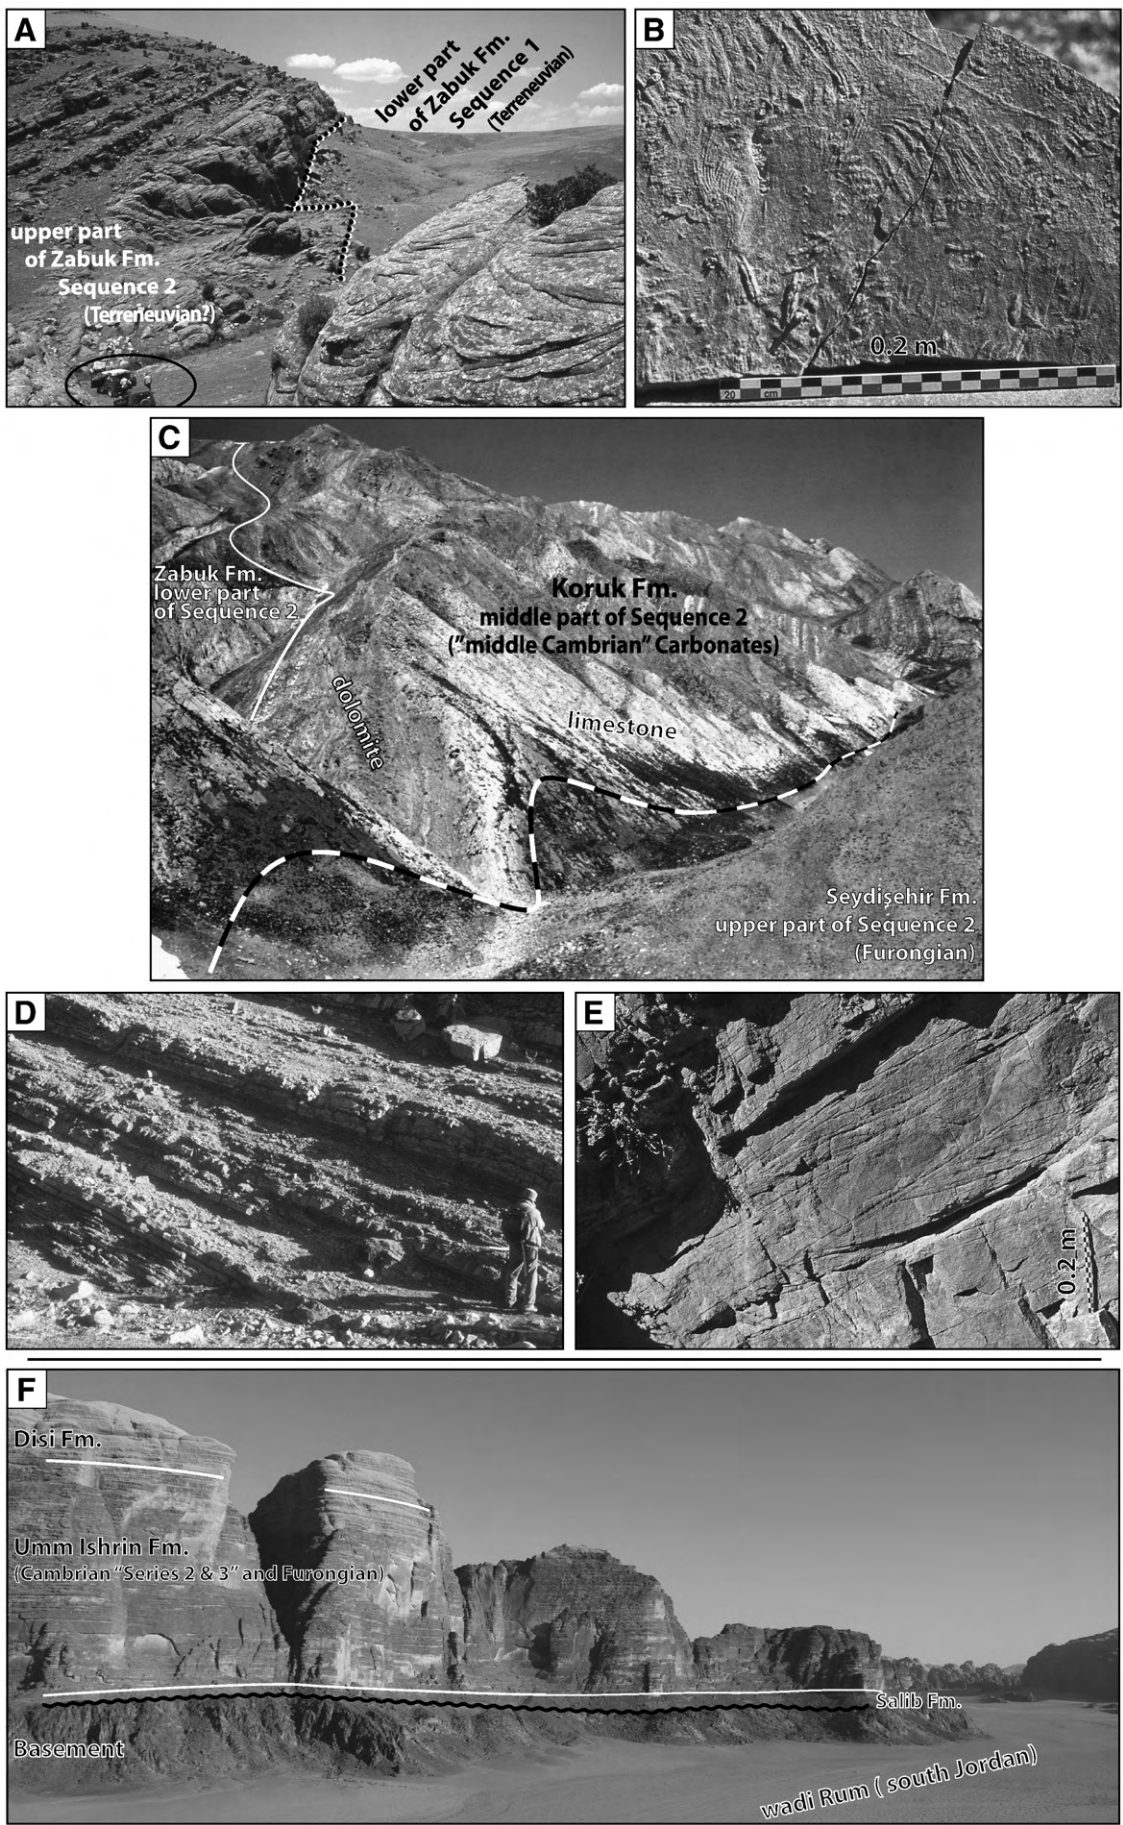 A
lower part
of Zabuk Fm.
Sequence 1
(Terreneuvian)
upper part
of Zabuk Fm.
Sequence 2
(Terreneuvian?)
B
0.2 m
20 cm
C
Zabuk Fm.
lower part
of Sequence 2
Koruk Fm.
middle part of Sequence 2
("middle Cambrian" Carbonates)
dolomite
limestone
Seydişehir Fm.
upper part of Sequence 2
(Furongian)
D
E
0.2 m
F
Disi Fm.
Umm Ishrin Fm.
(Cambrian "Series 2 & 3" and Furongian)
Salib Fm.
Basement
wadi Rum ( south Jordan)